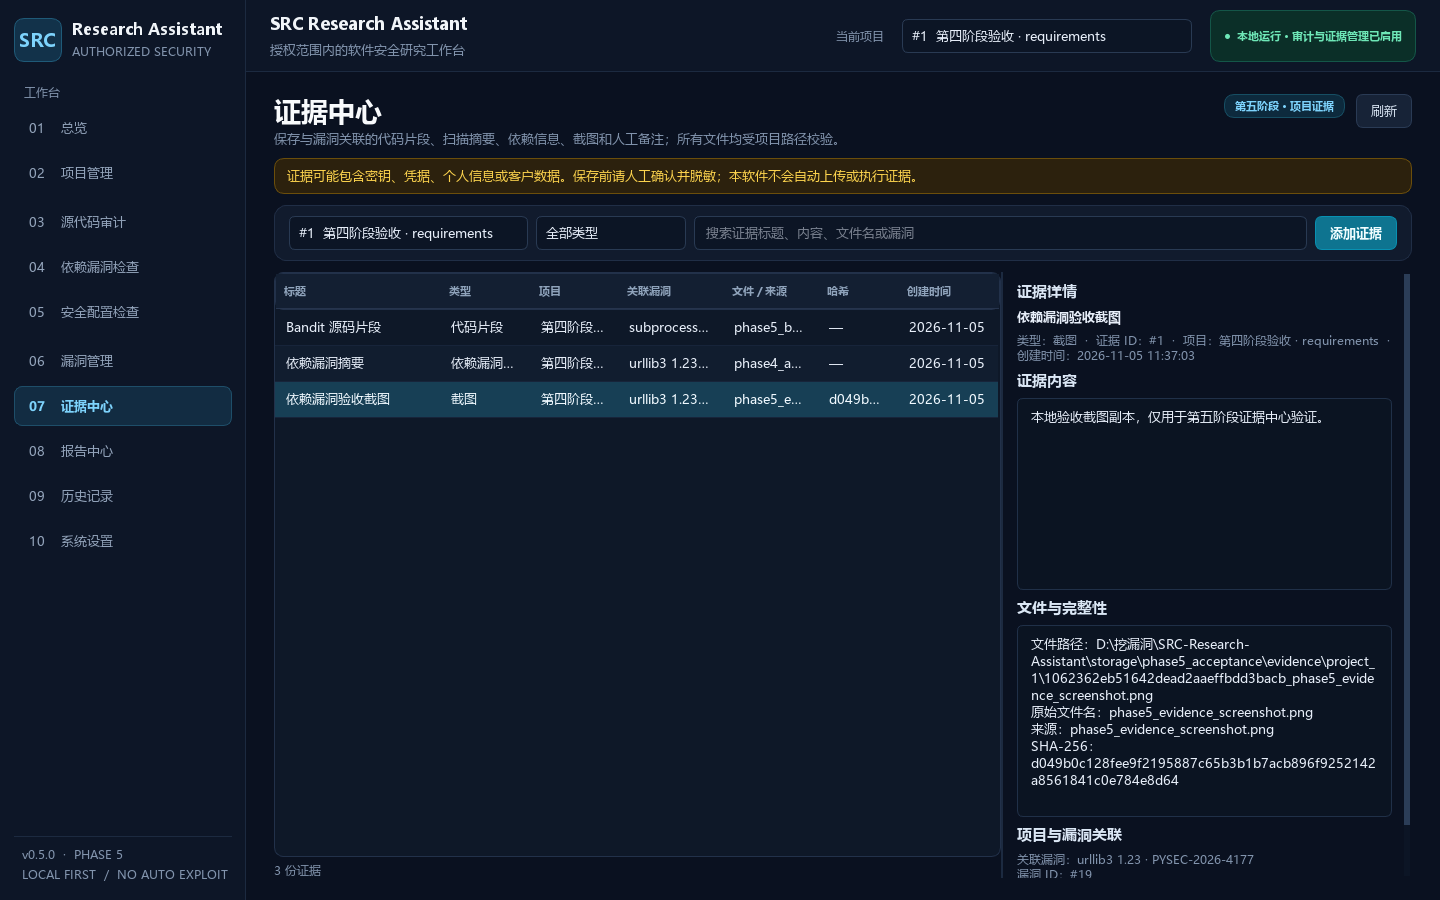 SRC
Research Assistant
AUTHORIZED SECURITY
工作台
01 总览
02 项目管理
03 源代码审计
04 依赖漏洞检查
05 安全配置检查
06 漏洞管理
07 证据中心
08 报告中心
09 历史记录
10 系统设置
v0.5.0 · PHASE 5
LOCAL FIRST / NO AUTO EXPLOIT
SRC Research Assistant
授权范围内的软件安全研究工作台
当前项目
#1 第四阶段验收 · requirements
• 本地运行 • 审计与证据管理已启用
证据中心
保存与漏洞关联的代码片段、扫描摘要、依赖信息、截图和人工备注；所有文件均受项目路径校验。
第五阶段 • 项目证据
刷新
证据可能包含密钥、凭据、个人信息或客户数据。保存前请人工确认并脱敏；本软件不会自动上传或执行证据。
#1 第四阶段验收 · requirements
全部类型
搜索证据标题、内容、文件名或漏洞
添加证据
标题 类型 项目 关联漏洞 文件 / 来源 哈希 创建时间
Bandit 源码片段 代码片段 第四阶段... subprocess... phase5_b... — 2026-11-05
依赖漏洞摘要 依赖漏洞... 第四阶段... urllib3 1.23... phase4_a... — 2026-11-05
依赖漏洞验收截图 截图 第四阶段... urllib3 1.23... phase5_e... d049b... 2026-11-05
3 份证据
证据详情
依赖漏洞验收截图
类型：截图 · 证据 ID：#1 · 项目：第四阶段验收 · requirements ·
创建时间：2026-11-05 11:37:03
证据内容
本地验收截图副本，仅用于第五阶段证据中心验证。
文件与完整性
文件路径：D:\挖漏洞\SRC-Research-
Assistant\storage\phase5_acceptance\evidence\project_
1\1062362eb51642dead2aaeffbdd3bacb_phase5_evide
nce_screenshot.png
原始文件名：phase5_evidence_screenshot.png
来源：phase5_evidence_screenshot.png
SHA-256：
d049b0c128fee9f2195887c65b3b1b7acb896f9252142
a8561841c0e784e8d64
项目与漏洞关联
关联漏洞：urllib3 1.23 · PYSEC-2026-4177
漏洞 ID：#19